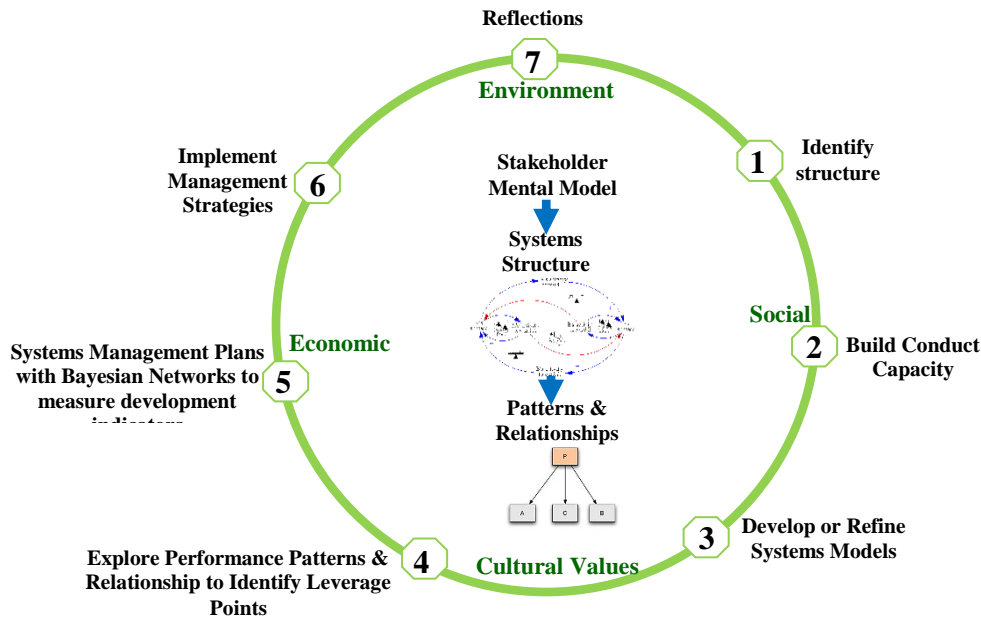 Reflections
7
Environment
1
Identify
structure
Implement
Management
Strategies
6
Stakeholder
Mental Model
Systems
Structure
Social
2
Build Conduct
Capacity
Economic
Systems Management Plans
with Bayesian Networks to
measure development
indicators
5
Patterns &
Relationships
P
A
C
B
3
Develop or Refine
Systems Models
Explore Performance Patterns &
Relationship to Identify Leverage
Points
4
Cultural Values